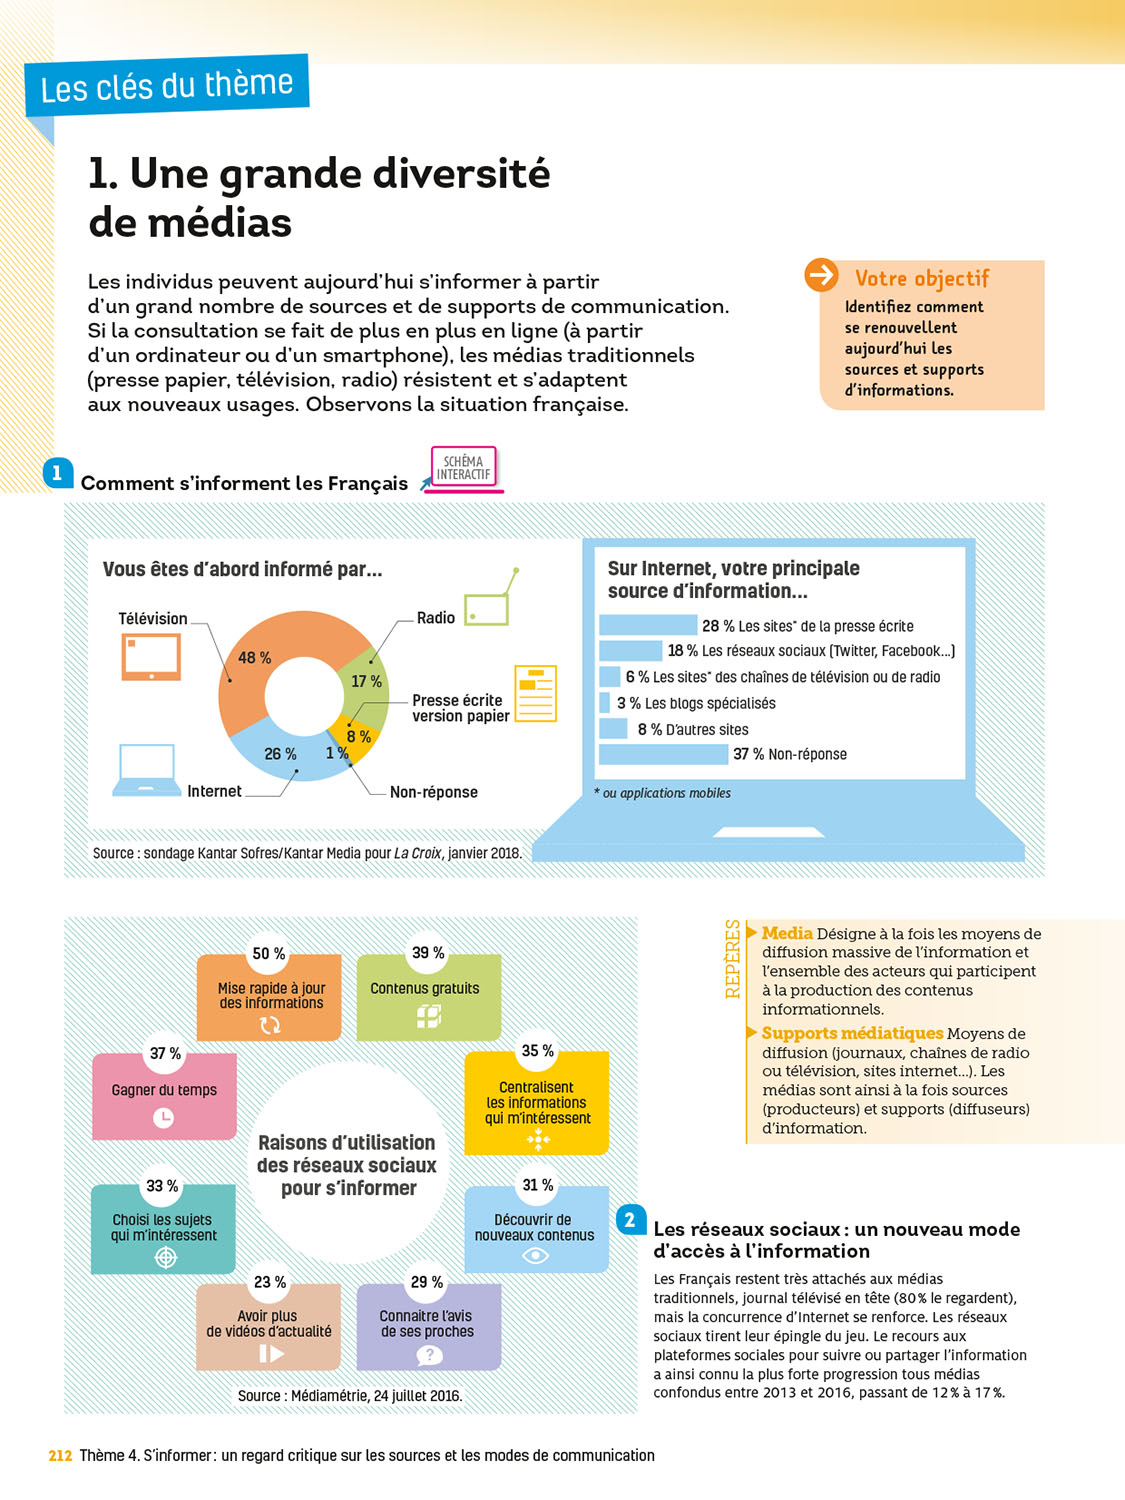 Les clés du thème
1. Une grande diversité
de médias
Les individus peuvent aujourd'hui s'informer à partir
d'un grand nombre de sources et de supports de communication.
Si la consultation se fait de plus en plus en ligne (à partir
d'un ordinateur ou d'un smartphone), les médias traditionnels
(presse papier, télévision, radio) résistent et s'adaptent
aux nouveaux usages. Observons la situation française.
Votre objectif
Identifiez comment
se renouvellent
aujourd'hui les
sources et supports
d'informations.
1 Comment s'informent les Français
SCHÉMA
INTERACTIF
Vous êtes d'abord informé par...
Télévision
48 %
Radio
17 %
Presse écrite
version papier
8 %
26 %
1 %
Internet
Non-réponse
Source : sondage Kantar Sofres/Kantar Media pour La Croix, janvier 2018.
Sur Internet, votre principale
source d'information...
28 % Les sites* de la presse écrite
18 % Les réseaux sociaux (Twitter, Facebook...)
6 % Les sites* des chaînes de télévision ou de radio
3 % Les blogs spécialisés
8 % D'autres sites
37 % Non-réponse
* ou applications mobiles
50 %
Mise rapide à jour
des informations
39 %
Contenus gratuits
37 %
Gagner du temps
35 %
Centralisent
les informations
qui m'intéressent
Raisons d'utilisation
des réseaux sociaux
pour s'informer
33 %
Choisi les sujets
qui m'intéressent
31 %
Découvrir de
nouveaux contenus
23 %
Avoir plus
de vidéos d'actualité
29 %
Connaitre l'avis
de ses proches
?
Source : Médiamétrie, 24 juillet 2016.
REPÈRES
Media Désigne à la fois les moyens de
diffusion massive de l'information et
l'ensemble des acteurs qui participent
à la production des contenus
informationnels.
Supports médiatiques Moyens de
diffusion (journaux, chaînes de radio
ou télévision, sites internet...). Les
médias sont ainsi à la fois sources
(producteurs) et supports (diffuseurs)
d'information.
2 Les réseaux sociaux : un nouveau mode
d'accès à l'information
Les Français restent très attachés aux médias
traditionnels, journal télévisé en tête (80 % le regardent),
mais la concurrence d'Internet se renforce. Les réseaux
sociaux tirent leur épingle du jeu. Le recours aux
plateformes sociales pour suivre ou partager l'information
a ainsi connu la plus forte progression tous médias
confondus entre 2013 et 2016, passant de 12 % à 17 %.
212 Thème 4. S'informer : un regard critique sur les sources et les modes de communication